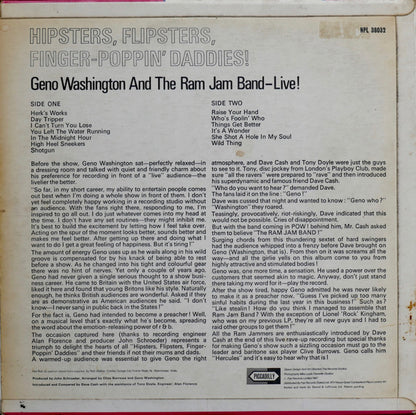 HIPSTERS, FLIPSTERS,
FINGER-POPPIN' DADDIES!
NPL 38032
Geno Washington And The Ram Jam Band—Live!
SIDE ONE
Herk's Works
Day Tripper
I Can't Turn You Lose
You Left The Water Running
In The Midnight Hour
High Heel Sneekers
Shotgun
SIDE TWO
Raise Your Hand
Who's Foolin' Who
Things Get Better
It's A Wonder
She Shot A Hole In My Soul
Wild Thing
Before the show, Geno Washington sat—perfectly relaxed—in
a dressing room and talked with quiet and friendly charm about
his preference for recording in front of a "live" audience—in
preference to studio work.
"So far, in my short career, my ability to entertain people comes
out best when I'm doing a whole show in front of them. I don't
yet feel completely happy working in a recording studio without
an audience. With the fans right there, responding to me, I'm
inspired to go all out. I do just whatever comes into my head at
the time. I don't have any set routines—they might inhibit me.
It's best to build the excitement by letting how I feel take over.
Acting on the spur of the moment looks better, sounds better and
makes me feel better. After getting up there and doing what I
want to do I get a great feeling of happiness. But it's tiring!"
The amount of energy Geno expends on stands along in his wild
groove is compensated for by his knack of being able to rest
before a show. As he changed into his tight and colourful gear
there was no hint of nerves. Yet only a couple of years ago,
Geno had never given a single serious thought to a show busi-
ness career. He came to Britain with the United States air force,
liked it here and found that young Britons like his style. Naturally
enough, he thinks British audiences are wonderful. Asked if they
are as demonstrative as American audiences he said, "I don't
know—I never played any dates back in the States!"
For the fact is, Geno had intended to become a preacher! Well,
on a musical level that's exactly what he's become, spreading
the word about the emotion-releasing power of r & b.
The occasion captured here (thanks to recording engineer
Alan Florence and producer John Schroeder) represents a
triumph to delight the hearts of all "Hipsters, Flipsters, Finger-
Poppin' Daddies" and their friends if not their mums and dads.
A warmed up audience was essential to give Geno the right
atmosphere, and Dave Cash and Tony Doyle were just the guys
to see to it. Tony, disc jockey from London's Playboy Club, made
sure "all the ravers" were prepared to "rave" and then introduced
his superdynamic and famous friend Dave Cash.
"Who do you want to hear?" demanded Dave.
The fans laid it on the line: "Geno!"
Dave was cussed that night and wanted to know: "Geno who?"
"Geno Washington!" they roared.
Teasingly, provocatively, riot-riskingly, Dave indicated that this
would not be possible. Cries of disappointment.
But with the band coming in POW! behind him, Mr. Cash asked
them to believe "The RAM JAM BAND"!
Surging chords from this thundering sextet of hard swingers
had the audience whipped into a frenzy before Dave brought on
Geno (Washington, that is). From then on it was raving all the
way—and all the girlie yells on this album come to you from
highly attractive and stimulated bodies!
Geno was, one more time, a sensation. He used a power over the
customers that seemed akin to magic. Anyway, don't just stand
there taking my word for it—play the record.
After the show tired, happy Geno admitted he was never likely
to make it as a preacher now. "Guess I've picked up too many
sinful habits during the last year in this business!" Such as?
"Like stealin'! How do you think I managed to assemble the
Ram Jam Band? With the exception of Lionel 'Rock' Kingham,
who was on my previous LP, they're all new guys and I had to
raid other groups to get them!"
All the Ram Jammers are enthusiastically introduced by Dave
Cash at the end of this live rave-up recording but special thanks
for making Geno's show such a sizzling occasion must go to the
leader and baritone sax player Clive Burrows. Geno calls him
"Hercules" and it's easy to hear why that is!
PICCADILLY